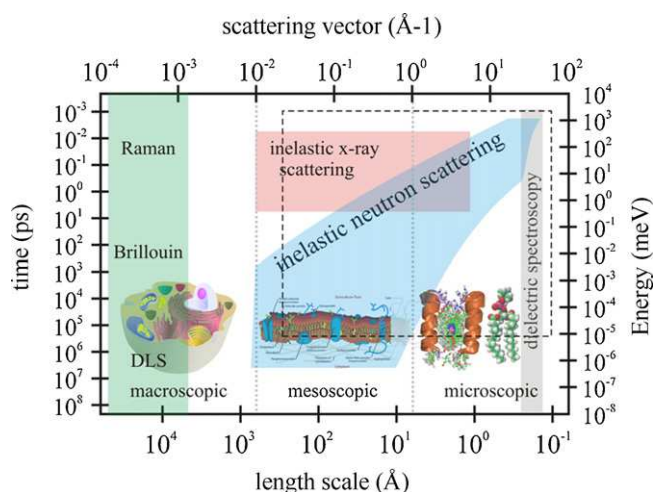 scattering vector (Å-1)
10⁻⁴ 10⁻³ 10⁻² 10⁻¹ 10⁰ 10¹ 10²
10⁻³ 10⁴
10⁻² Raman inelastic x-ray 10³
10⁻¹ scattering 10²
10⁰ 10¹
10¹ 10⁰
10² Brillouin 10⁻¹
10³ 10⁻²
10⁴ 10⁻³
10⁵ 10⁻⁴
10⁶ DLS 10⁻⁵
10⁷ macroscopic mesoscopic microscopic 10⁻⁶
10⁸ 10⁻⁷
10⁻⁸
inelastic neutron scattering
dielectric spectroscopy
time (ps)
Energy (meV)
10⁴ 10³ 10² 10¹ 10⁰ 10⁻¹
length scale (Å)